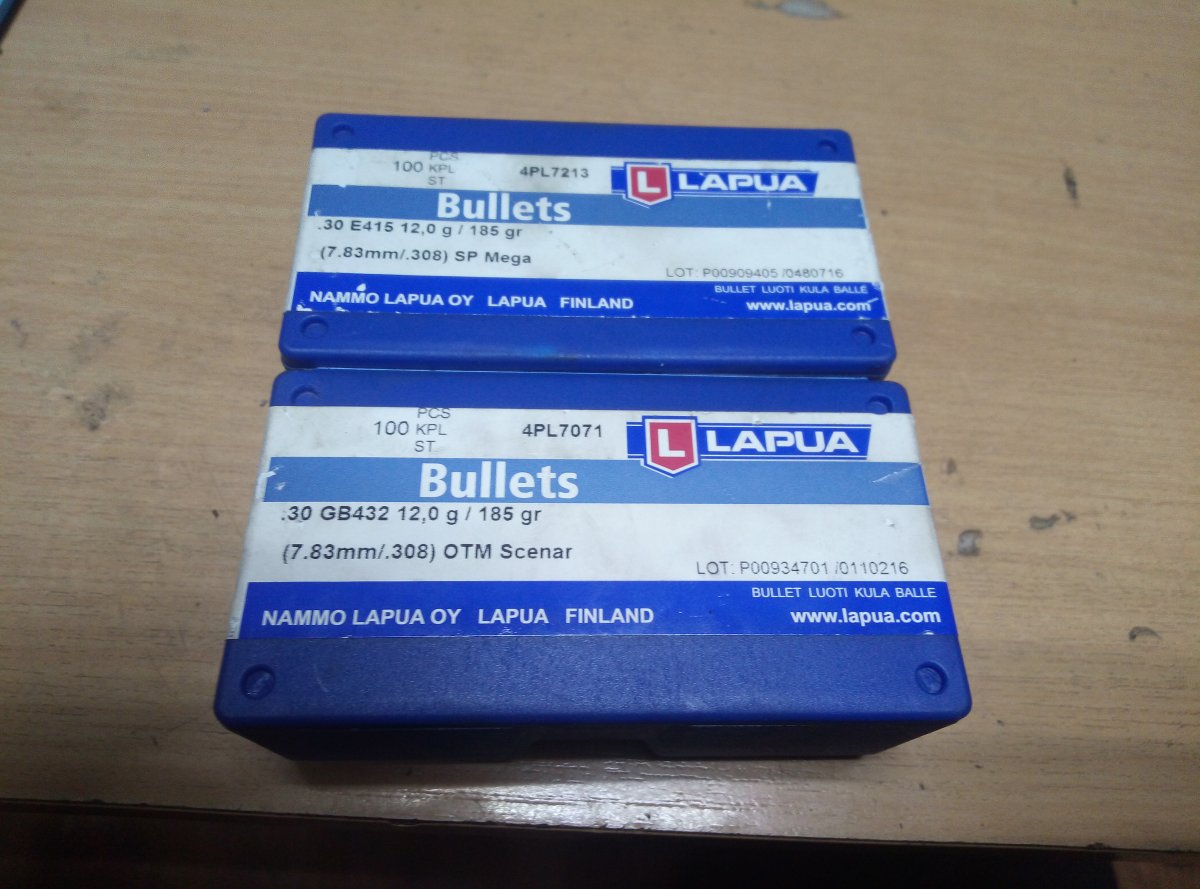 PCS
100 KPL 4PL7213 L LAPUA
ST
Bullets
.30 E415 12,0 g / 185 gr
(7.83mm/.308) SP Mega
LOT: P00909405 /0480716
BULLET LUOTI KULA BALLE
NAMMO LAPUA OY LAPUA FINLAND www.lapua.com
PCS
100 KPL 4PL7071 L LAPUA
ST
Bullets
.30 GB432 12,0 g / 185 gr
(7.83mm/.308) OTM Scenar
LOT: P00934701 /0110216
BULLET LUOTI KULA BALLE
NAMMO LAPUA OY LAPUA FINLAND www.lapua.com